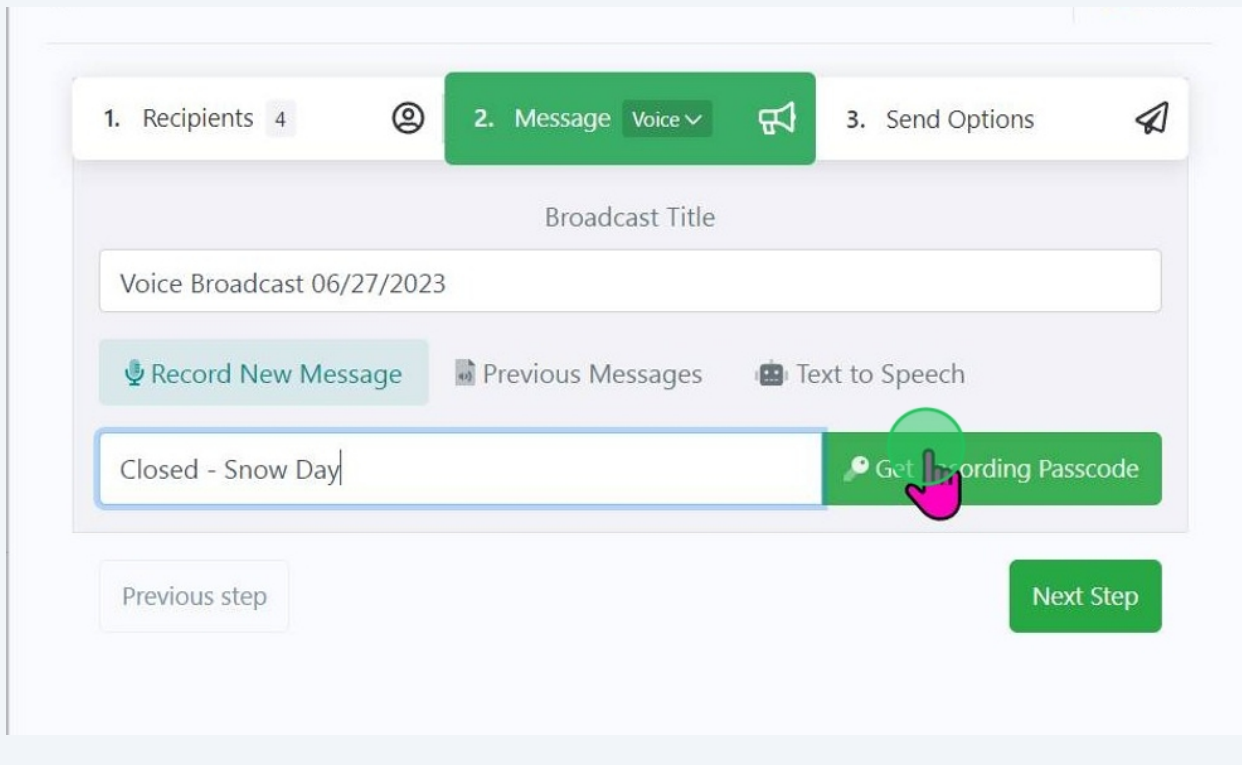 1. Recipients 4
2. Message Voice
3. Send Options
Broadcast Title
Voice Broadcast 06/27/2023
Record New Message
Previous Messages
Text to Speech
Closed - Snow Day
Get Recording Passcode
Previous step
Next Step